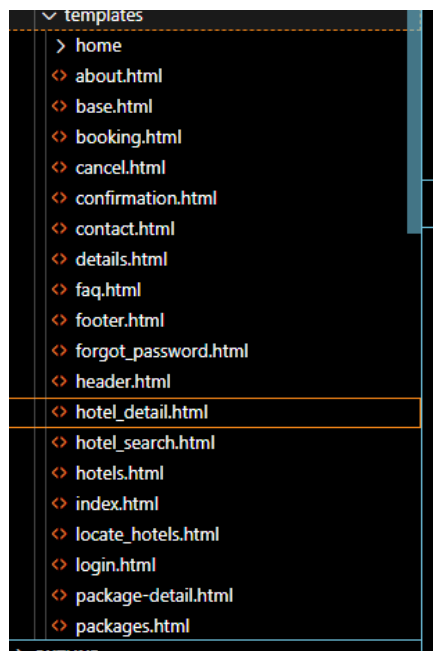 templates
home
about.html
base.html
booking.html
cancel.html
confirmation.html
contact.html
details.html
faq.html
footer.html
forgot_password.html
header.html
hotel_detail.html
hotel_search.html
hotels.html
index.html
locate_hotels.html
login.html
package-detail.html
packages.html